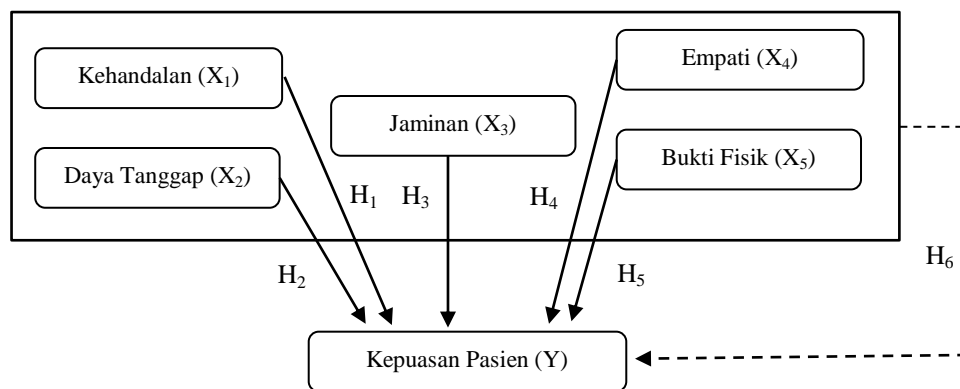 Kehandalan (X₁)
Empati (X₄)
Jaminan (X₃)
Daya Tanggap (X₂)
Bukti Fisik (X₅)
H₁
H₃
H₄
H₂
H₅
H₆
Kepuasan Pasien (Y)